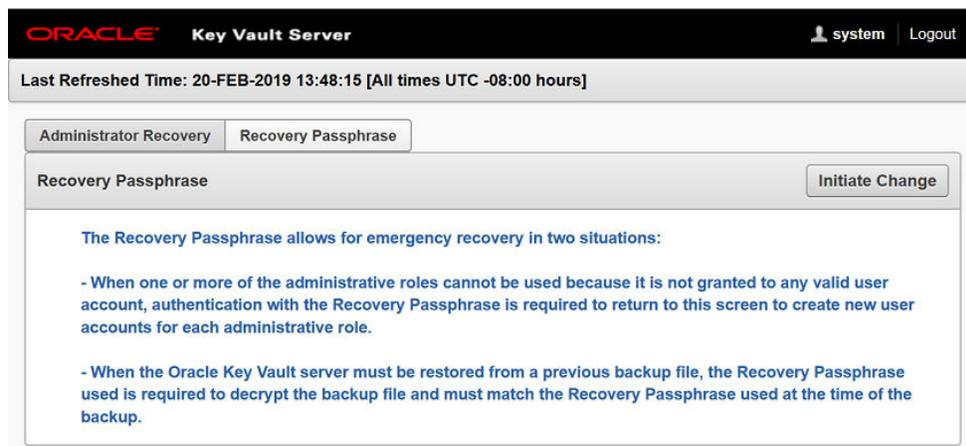 ORACLE Key Vault Server system Logout
Last Refreshed Time: 20-FEB-2019 13:48:15 [All times UTC -08:00 hours]
Administrator Recovery Recovery Passphrase
Recovery Passphrase Initiate Change
The Recovery Passphrase allows for emergency recovery in two situations:
- When one or more of the administrative roles cannot be used because it is not granted to any valid user
account, authentication with the Recovery Passphrase is required to return to this screen to create new user
accounts for each administrative role.
- When the Oracle Key Vault server must be restored from a previous backup file, the Recovery Passphrase
used is required to decrypt the backup file and must match the Recovery Passphrase used at the time of the
backup.